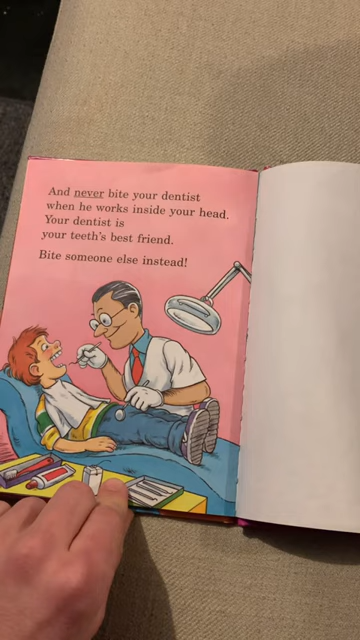 And never bite your dentist
when he works inside your head.
Your dentist is
your teeth's best friend.
Bite someone else instead!